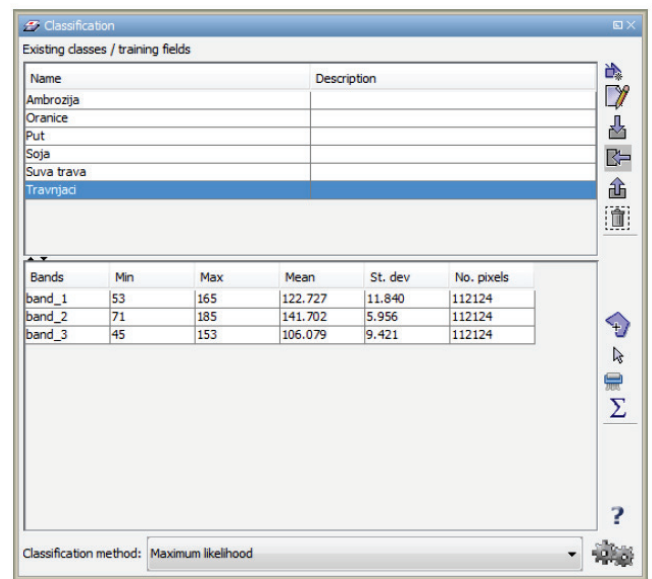 Classification
Existing classes / training fields
Name Description
Ambrozija
Oranice
Put
Soja
Suva trava
Travnjaci
Bands Min Max Mean St. dev No. pixels
band_1 53 165 122.727 11.840 112124
band_2 71 185 141.702 5.956 112124
band_3 45 153 106.079 9.421 112124
Σ
?
Classification method: Maximum likelihood